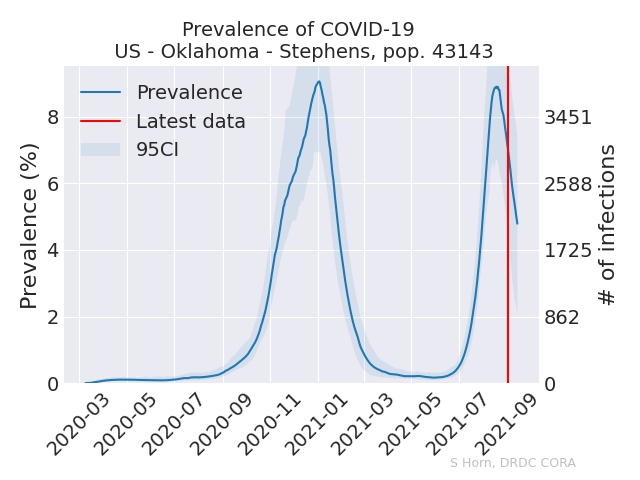 Prevalence of COVID-19
US - Oklahoma - Stephens, pop. 43143
Prevalence
Latest data
95CI
Prevalence (%)
8
6
4
2
0
3451
2588
1725
862
0
# of infections
2020-03
2020-05
2020-07
2020-09
2020-11
2021-01
2021-03
2021-05
2021-07
2021-09
S Horn, DRDC CORA